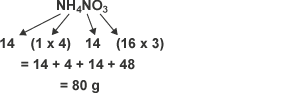 NH₄NO₃
14 (1 x 4) 14 (16 x 3)
= 14 + 4 + 14 + 48
= 80 g